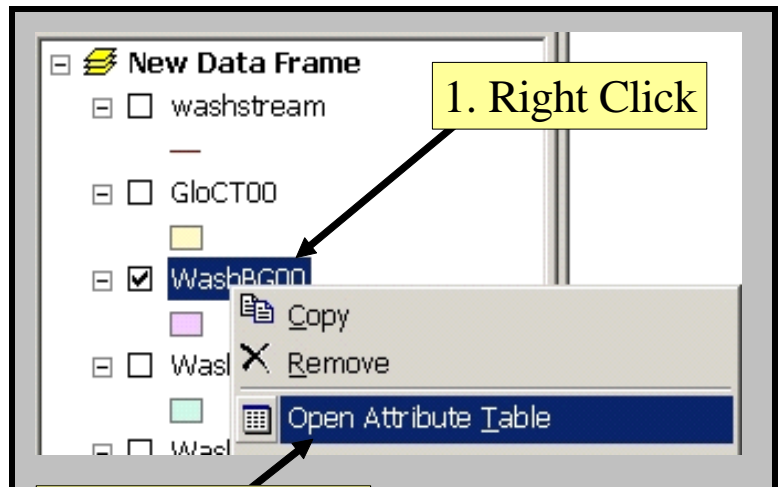 New Data Frame
1. Right Click
washstream
GloCT00
WashBG00
Copy
Remove
Open Attribute Table